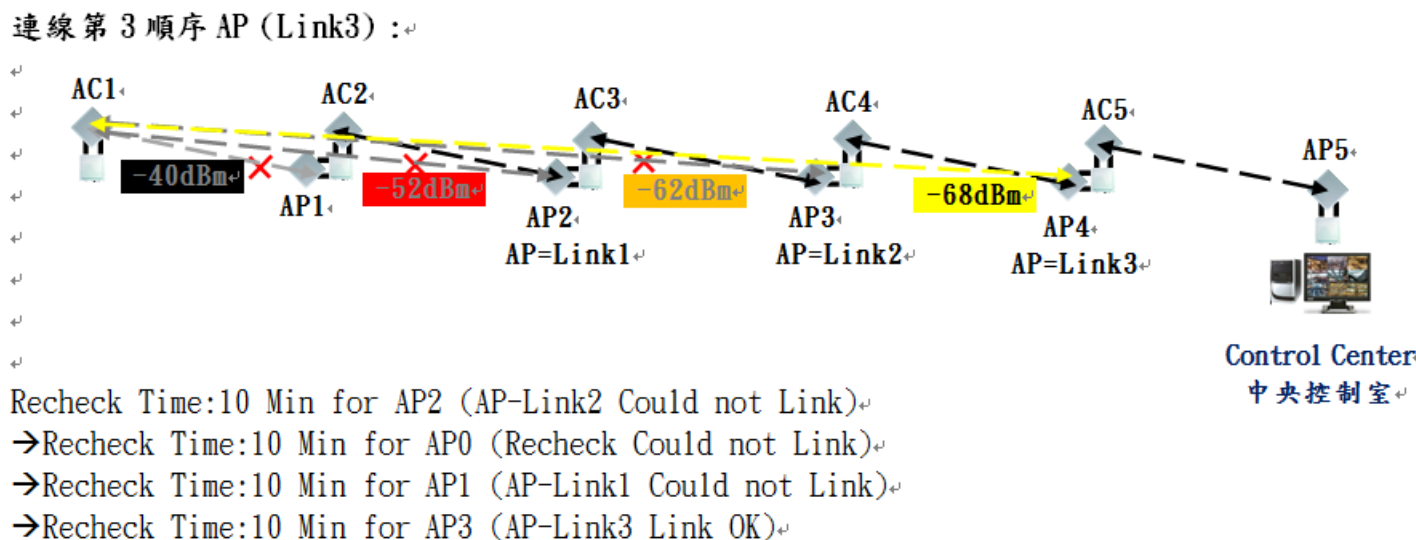 連線第 3 順序 AP (Link3) :
AC1
AC2
AC3
AC4
AC5
AP5
-40dBm
-52dBm
-62dBm
-68dBm
AP1
AP2
AP=Link1
AP3
AP=Link2
AP4
AP=Link3
Control Center
中央控制室
Recheck Time:10 Min for AP2 (AP-Link2 Could not Link)
→Recheck Time:10 Min for AP0 (Recheck Could not Link)
→Recheck Time:10 Min for AP1 (AP-Link1 Could not Link)
→Recheck Time:10 Min for AP3 (AP-Link3 Link OK)